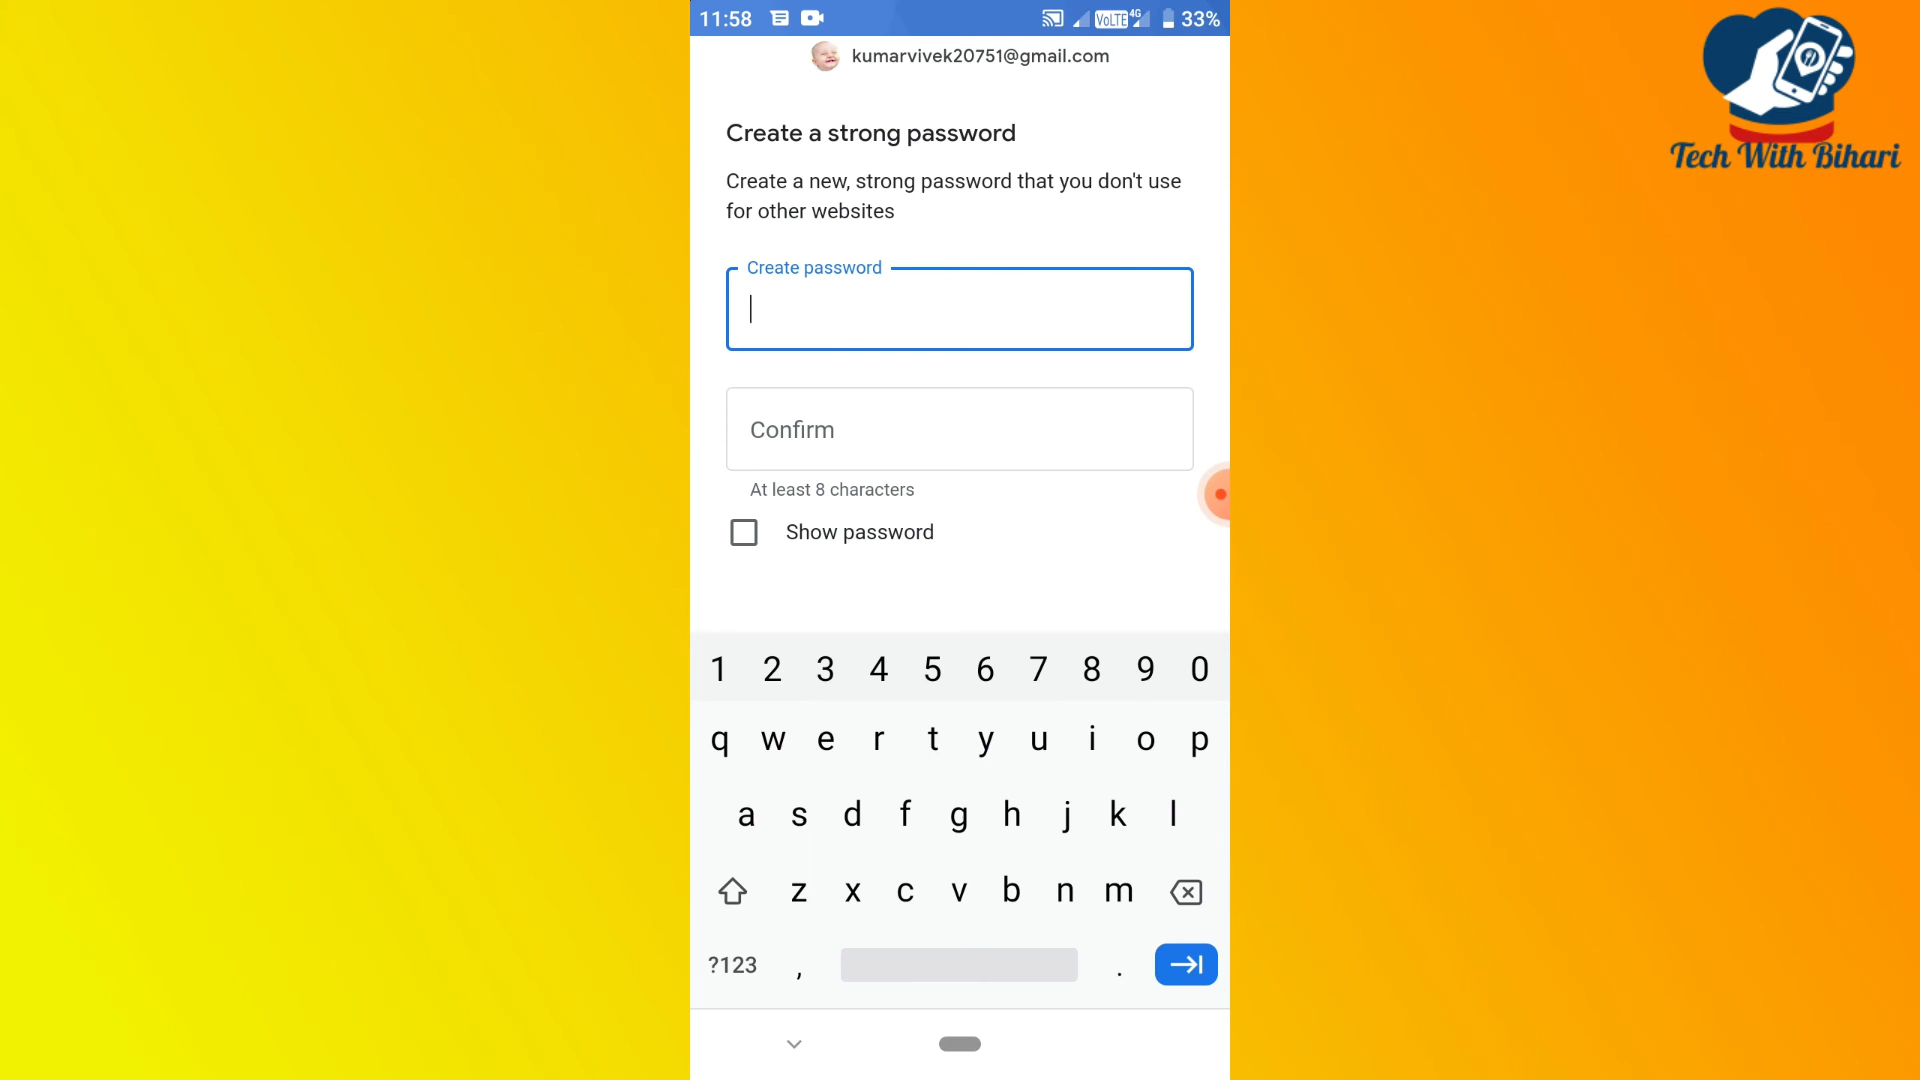 11:58 VoLTE 4G 33%
kumarvivek20751@gmail.com
Tech With Bihari
Create a strong password
Create a new, strong password that you don't use
for other websites
Create password
Confirm
At least 8 characters
Show password
1 2 3 4 5 6 7 8 9 0
q w e r t y u i o p
a s d f g h j k l
z x c v b n m
?123 , .